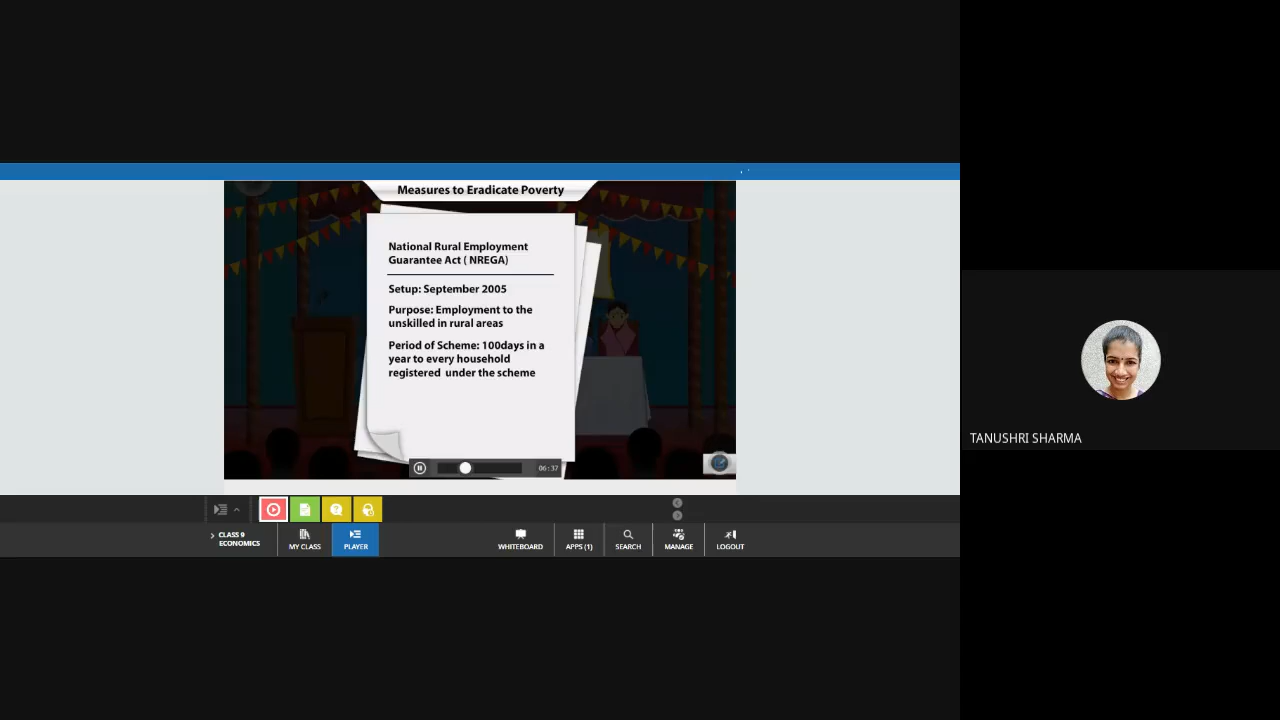 Measures to Eradicate Poverty
National Rural Employment
Guarantee Act ( NREGA)
Setup: September 2005
Purpose: Employment to the
unskilled in rural areas
Period of Scheme: 100days in a
year to every household
registered under the scheme
06:37
TANUSHRI SHARMA
CLASS 9
ECONOMICS
MY CLASS
PLAYER
WHITEBOARD
APPS (1)
SEARCH
MANAGE
LOGOUT